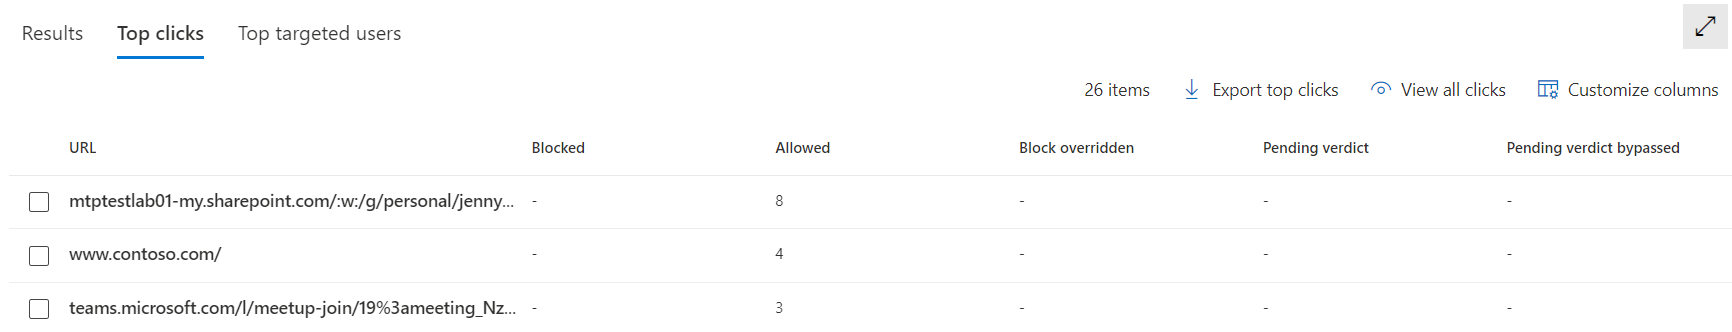 Results Top clicks Top targeted users
26 items Export top clicks View all clicks Customize columns
URL Blocked Allowed Block overridden Pending verdict Pending verdict bypassed
mtptestlab01-my.sharepoint.com/:w:/g/personal/jenny... - 8 - - -
www.contoso.com/ - 4 - - -
teams.microsoft.com/l/meetup-join/19%3ameeting_Nz... - 3 - - -